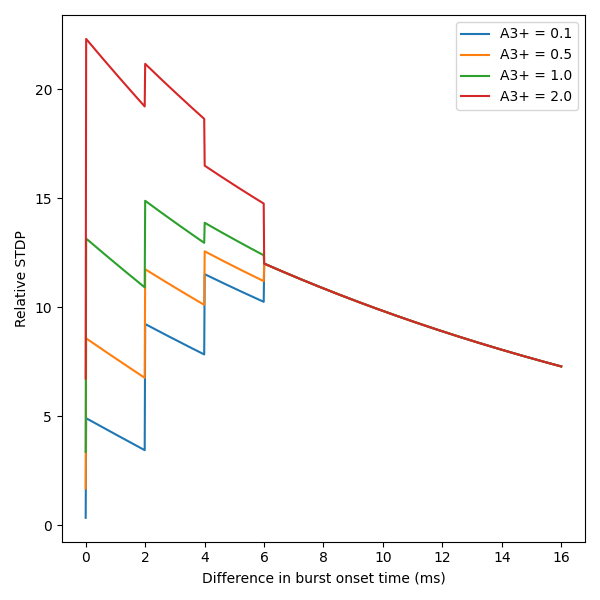 A3+ = 0.1
A3+ = 0.5
A3+ = 1.0
A3+ = 2.0
Relative STDP
20
15
10
5
0
0 2 4 6 8 10 12 14 16
Difference in burst onset time (ms)